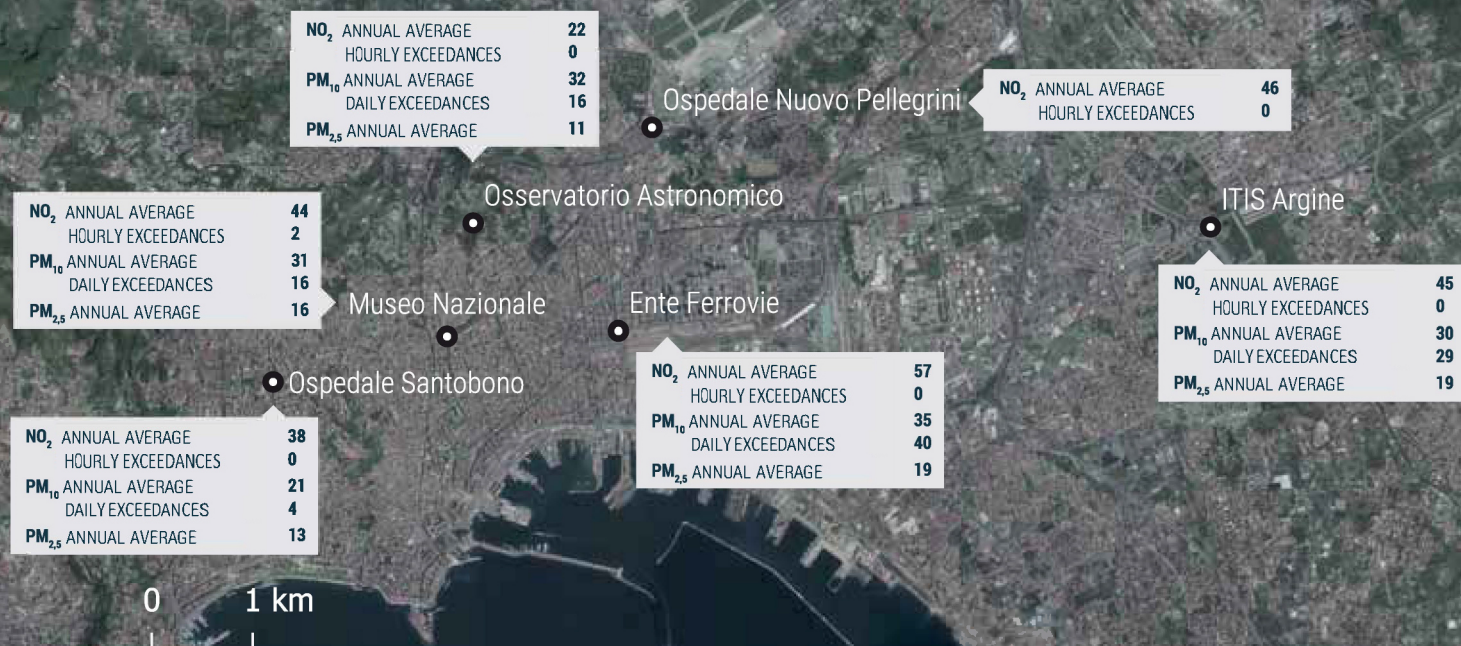 NO₂ ANNUAL AVERAGE 22
HOURLY EXCEEDANCES 0
PM₁₀ ANNUAL AVERAGE 32
DAILY EXCEEDANCES 16
PM₂,₅ ANNUAL AVERAGE 11
Ospedale Nuovo Pellegrini
NO₂ ANNUAL AVERAGE 46
HOURLY EXCEEDANCES 0
Osservatorio Astronomico
ITIS Argine
NO₂ ANNUAL AVERAGE 44
HOURLY EXCEEDANCES 2
PM₁₀ ANNUAL AVERAGE 31
DAILY EXCEEDANCES 16
PM₂,₅ ANNUAL AVERAGE 16
Museo Nazionale
Ente Ferrovie
NO₂ ANNUAL AVERAGE 45
HOURLY EXCEEDANCES 0
PM₁₀ ANNUAL AVERAGE 30
DAILY EXCEEDANCES 29
PM₂,₅ ANNUAL AVERAGE 19
Ospedale Santobono
NO₂ ANNUAL AVERAGE 57
HOURLY EXCEEDANCES 0
PM₁₀ ANNUAL AVERAGE 35
DAILY EXCEEDANCES 40
PM₂,₅ ANNUAL AVERAGE 19
NO₂ ANNUAL AVERAGE 38
HOURLY EXCEEDANCES 0
PM₁₀ ANNUAL AVERAGE 21
DAILY EXCEEDANCES 4
PM₂,₅ ANNUAL AVERAGE 13
0 1 km